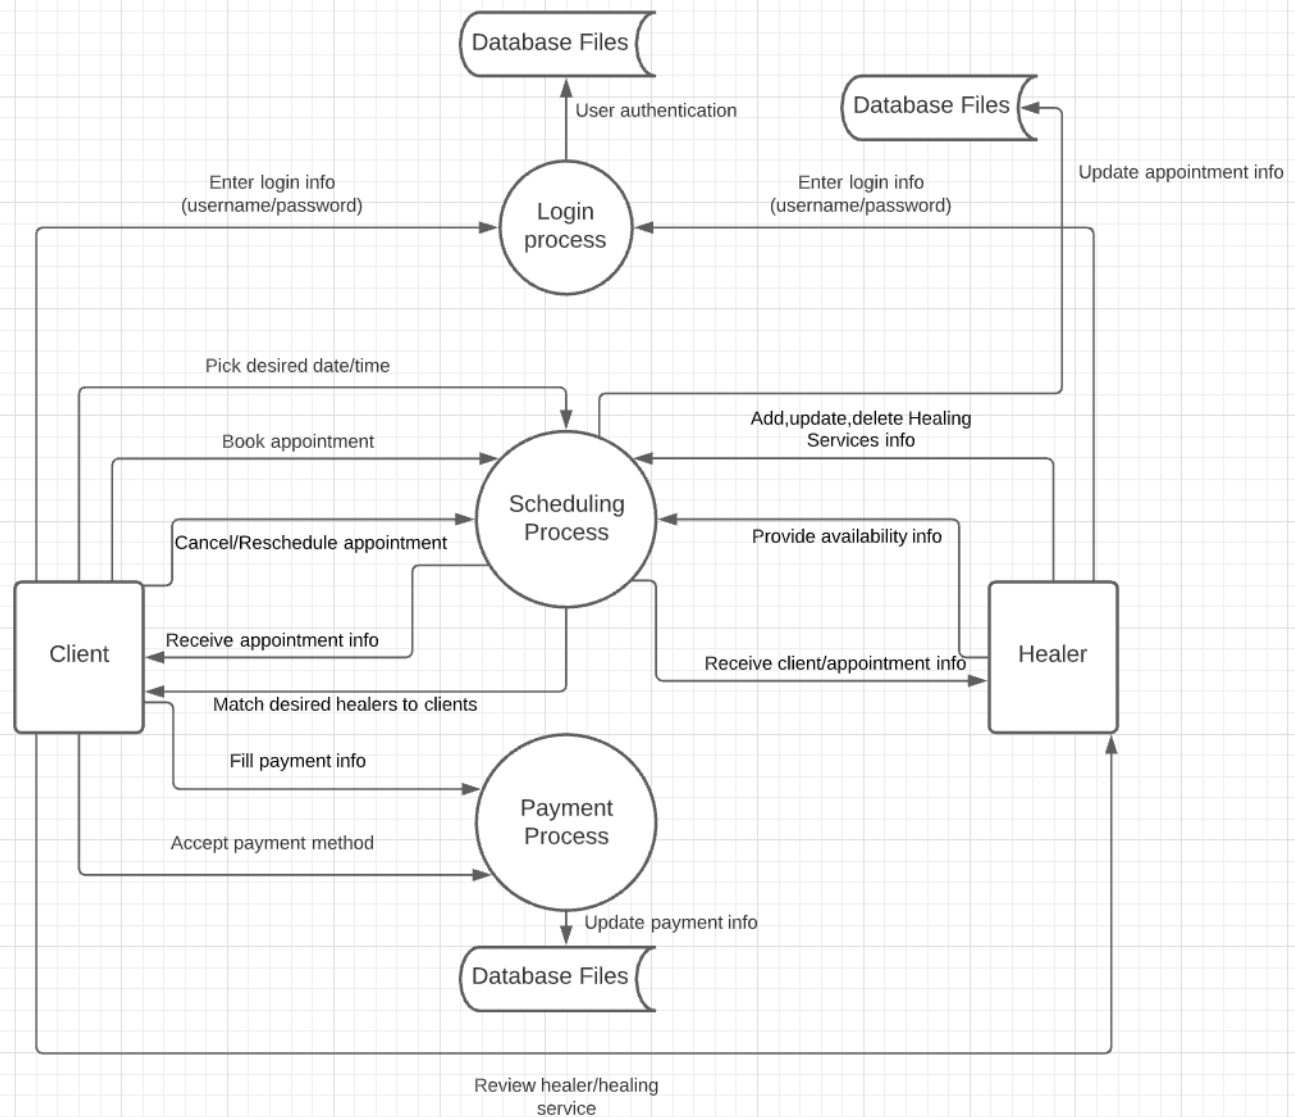 Database Files
Database Files
User authentication
Update appointment info
Enter login info
(username/password)
Enter login info
(username/password)
Login
process
Pick desired date/time
Add,update,delete Healing
Services info
Book appointment
Scheduling
Process
Cancel/Reschedule appointment
Provide availability info
Receive appointment info
Client
Healer
Receive client/appointment info
Match desired healers to clients
Fill payment info
Payment
Process
Accept payment method
Update payment info
Database Files
Review healer/healing
service